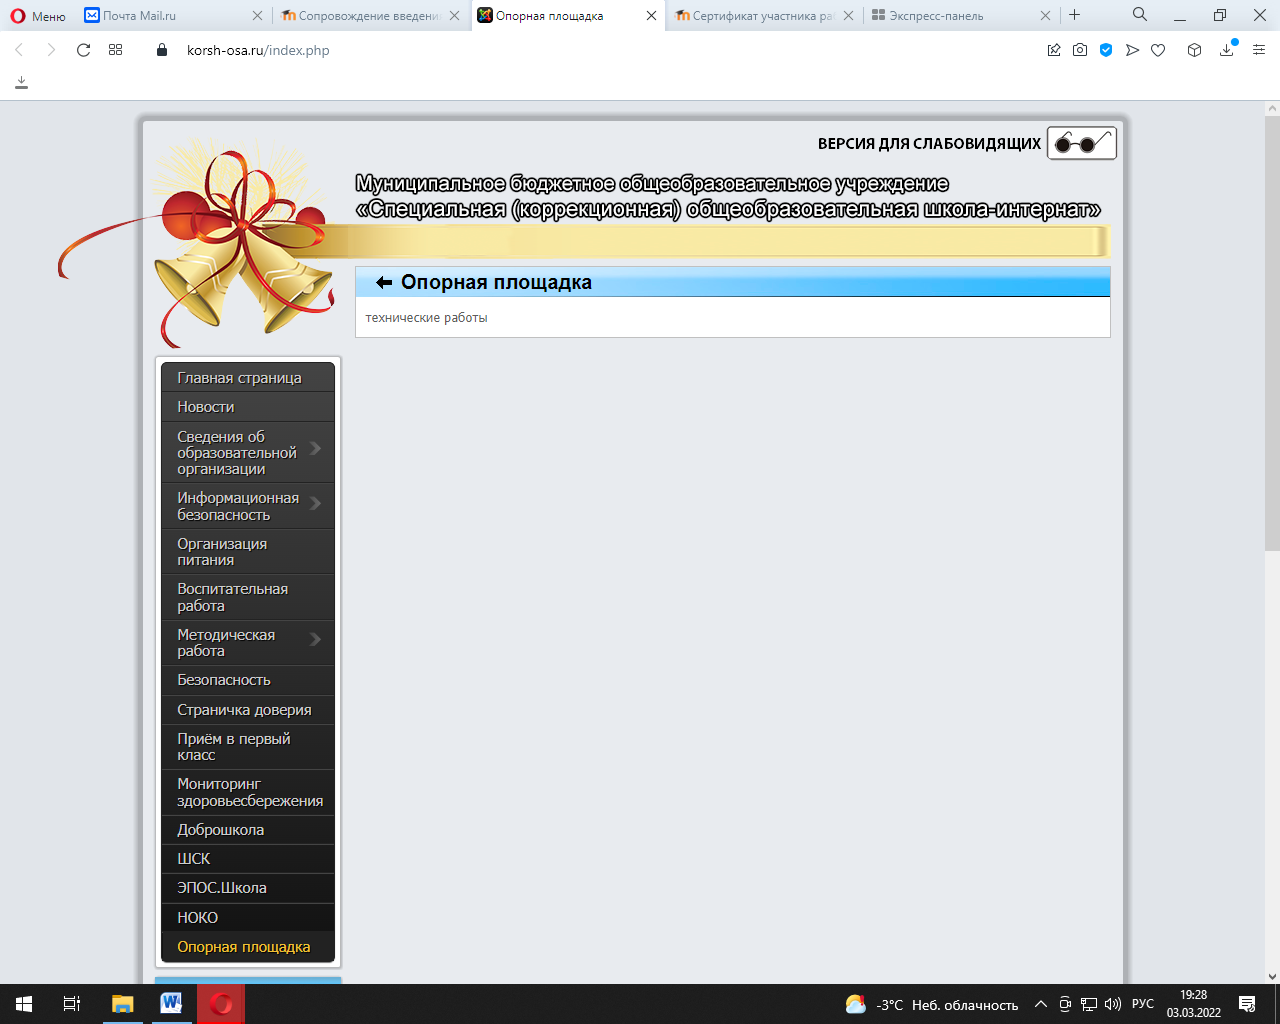 Меню
Почта Mail.ru
Сопровождение введени
Опорная площадка
Сертификат участника ра
Экспресс-панель
korsh-osa.ru/index.php
ВЕРСИЯ ДЛЯ СЛАБОВИДЯЩИХ
Муниципальное бюджетное общеобразовательное учреждение
«Специальная (коррекционная) общеобразовательная школа-интернат»
Опорная площадка
технические работы
Главная страница
Новости
Сведения об
образовательной
организации
Информационная
безопасность
Организация
питания
Воспитательная
работа
Методическая
работа
Безопасность
Страничка доверия
Приём в первый
класс
Мониторинг
здоровьесбережения
Доброшкола
ШСК
ЭПОС.Школа
НОКО
Опорная площадка
-3°C Неб. облачность
РУС
19:28
03.03.2022